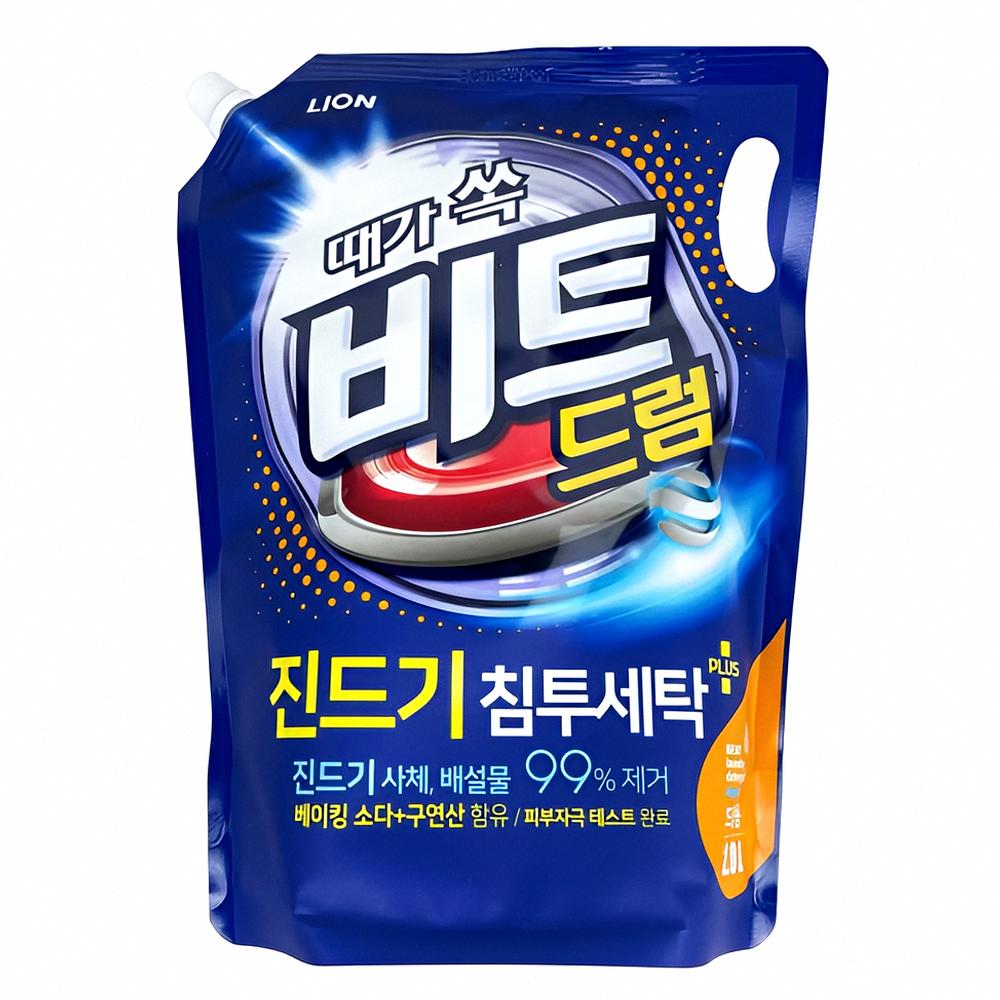 LION
때가 쏙
비트
드럼
진드기 침투세탁 PLUS
진드기 사체, 배설물 99% 제거
베이킹 소다+구연산 함유 / 피부자극 테스트 완료